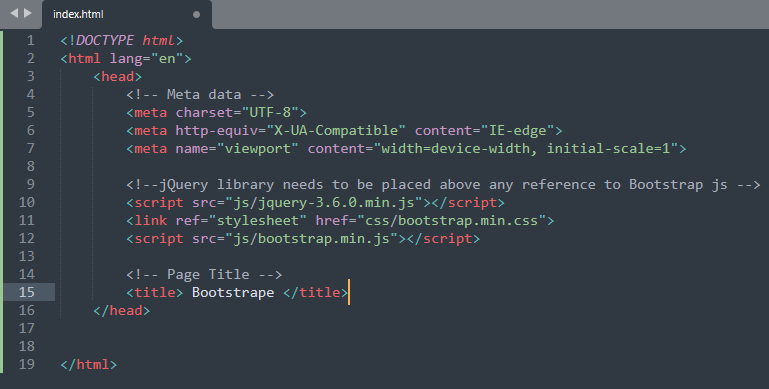 index.html
1 <!DOCTYPE html>
2 <html lang="en">
3 <head>
4 <!-- Meta data -->
5 <meta charset="UTF-8">
6 <meta http-equiv="X-UA-Compatible" content="IE-edge">
7 <meta name="viewport" content="width=device-width, initial-scale=1">
8
9 <!--jQuery library needs to be placed above any reference to Bootstrap js -->
10 <script src="js/jquery-3.6.0.min.js"></script>
11 <link ref="stylesheet" href="css/bootstrap.min.css">
12 <script src="js/bootstrap.min.js"></script>
13
14 <!-- Page Title -->
15 <title> Bootstrape </title>
16 </head>
17
18
19 </html>